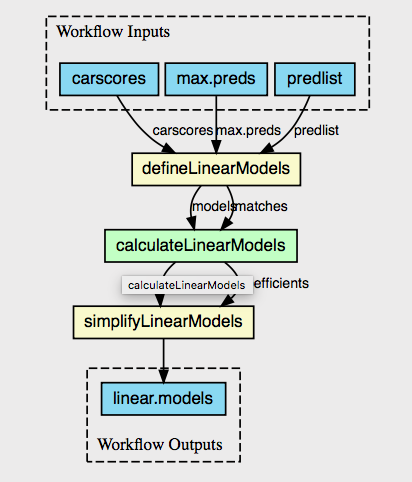 Workflow Inputs
carscores max.preds predlist
carscores max.preds predlist
defineLinearModels
models matches
calculateLinearModels
calculateLinearModels
efficients
simplifyLinearModels
linear.models
Workflow Outputs